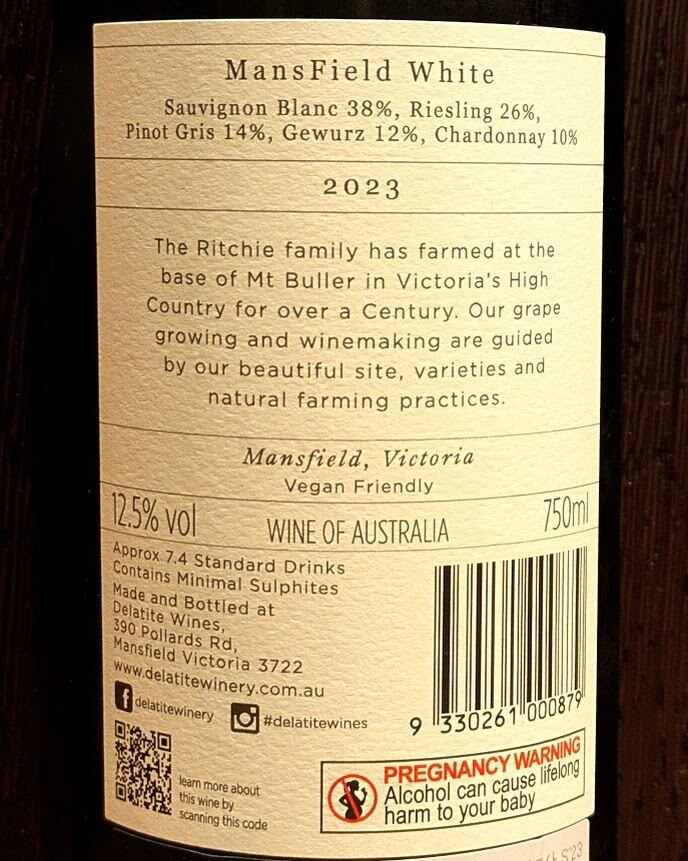 MansField White
Sauvignon Blanc 38%, Riesling 26%,
Pinot Gris 14%, Gewurz 12%, Chardonnay 10%
2023
The Ritchie family has farmed at the
base of Mt Buller in Victoria's High
Country for over a Century. Our grape
growing and winemaking are guided
by our beautiful site, varieties and
natural farming practices.
Mansfield, Victoria
Vegan Friendly
12.5% vol WINE OF AUSTRALIA 750ml
Approx 7.4 Standard Drinks
Contains Minimal Sulphites
Made and Bottled at
Delatite Wines,
390 Pollards Rd,
Mansfield Victoria 3722
www.delatitewinery.com.au
delatitewinery #delatitewines
9 330261 000879
learn more about
this wine by
scanning this code
PREGNANCY WARNING
Alcohol can cause lifelong
harm to your baby